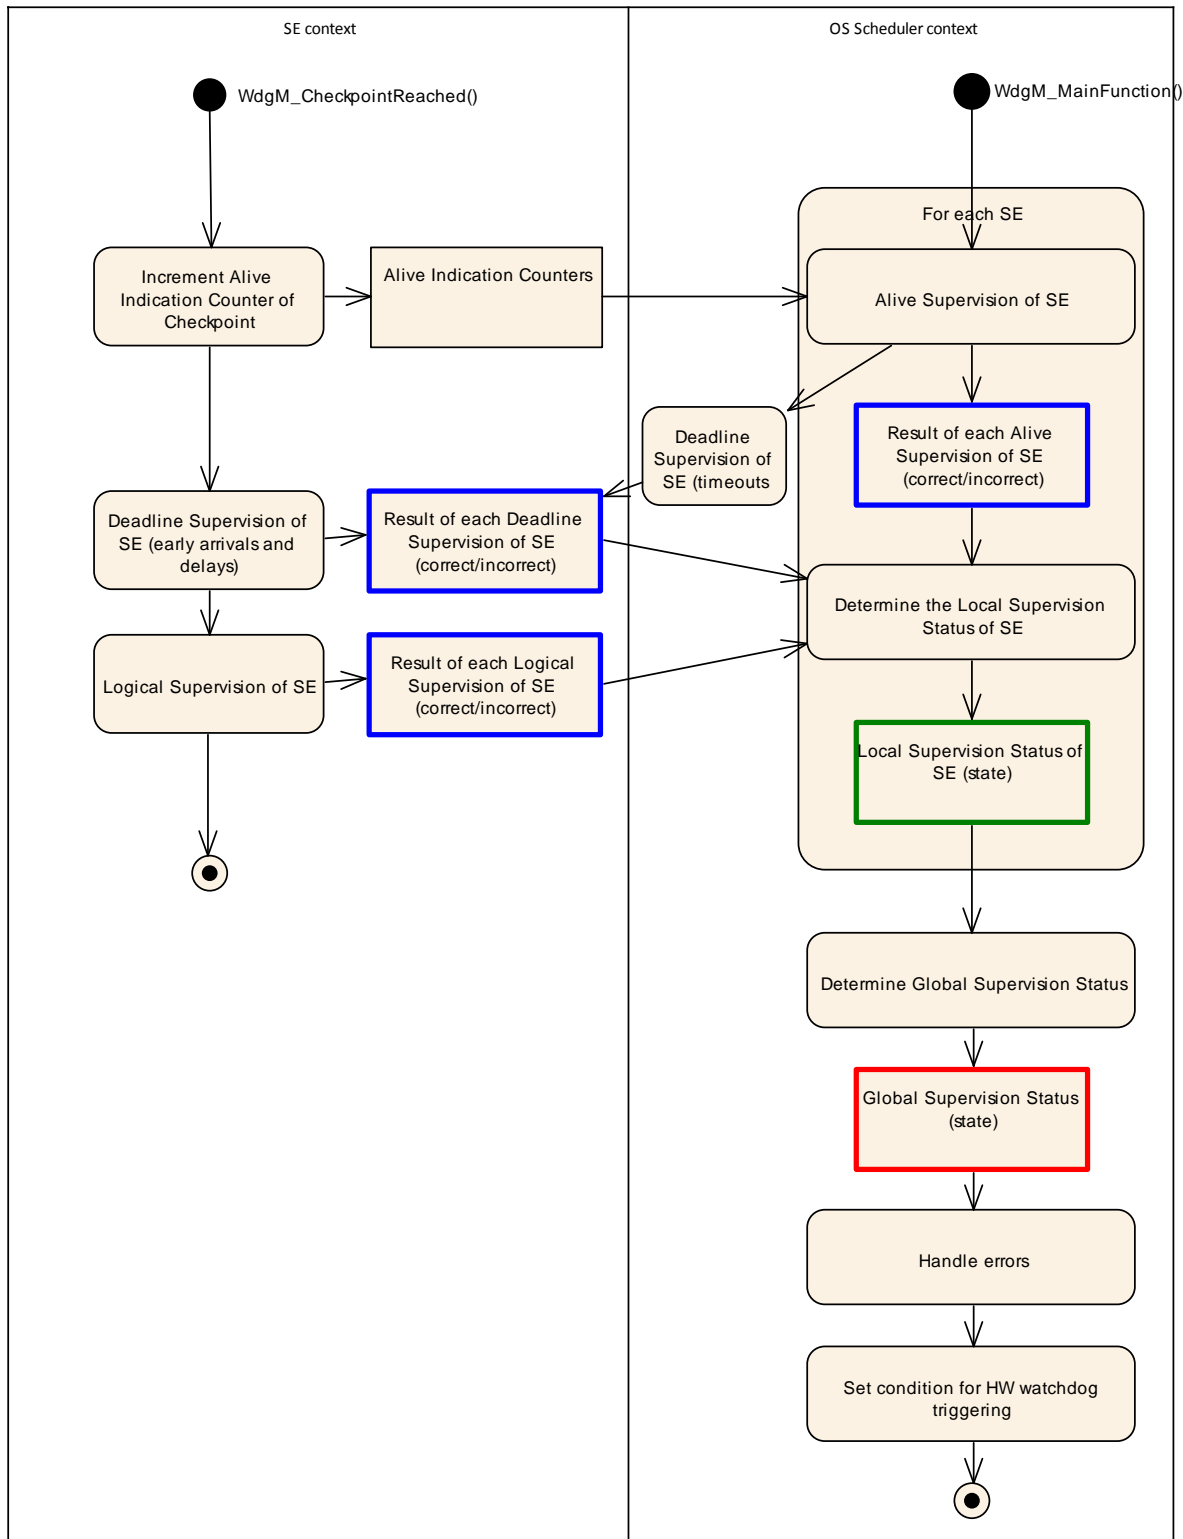 SE context
OS Scheduler context
WdgM_CheckpointReached()
WdgM_MainFunction()
For each SE
Increment Alive
Indication Counter of
Checkpoint
Alive Indication Counters
Alive Supervision of SE
Deadline
Supervision of
SE (timeouts
Result of each Alive
Supervision of SE
(correct/incorrect)
Deadline Supervision of
SE (early arrivals and
delays)
Result of each Deadline
Supervision of SE
(correct/incorrect)
Determine the Local Supervision
Status of SE
Logical Supervision of SE
Result of each Logical
Supervision of SE
(correct/incorrect)
Local Supervision Status of
SE (state)
Determine Global Supervision Status
Global Supervision Status
(state)
Handle errors
Set condition for HW watchdog
triggering